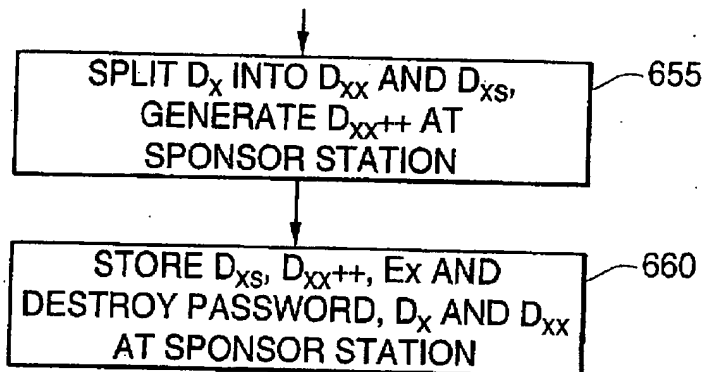 SPLIT Dx INTO Dxx AND Dxs,
GENERATE Dxx++ AT
SPONSOR STATION
655
STORE Dxs, Dxx++, Ex AND
DESTROY PASSWORD, Dx AND Dxx
AT SPONSOR STATION
660